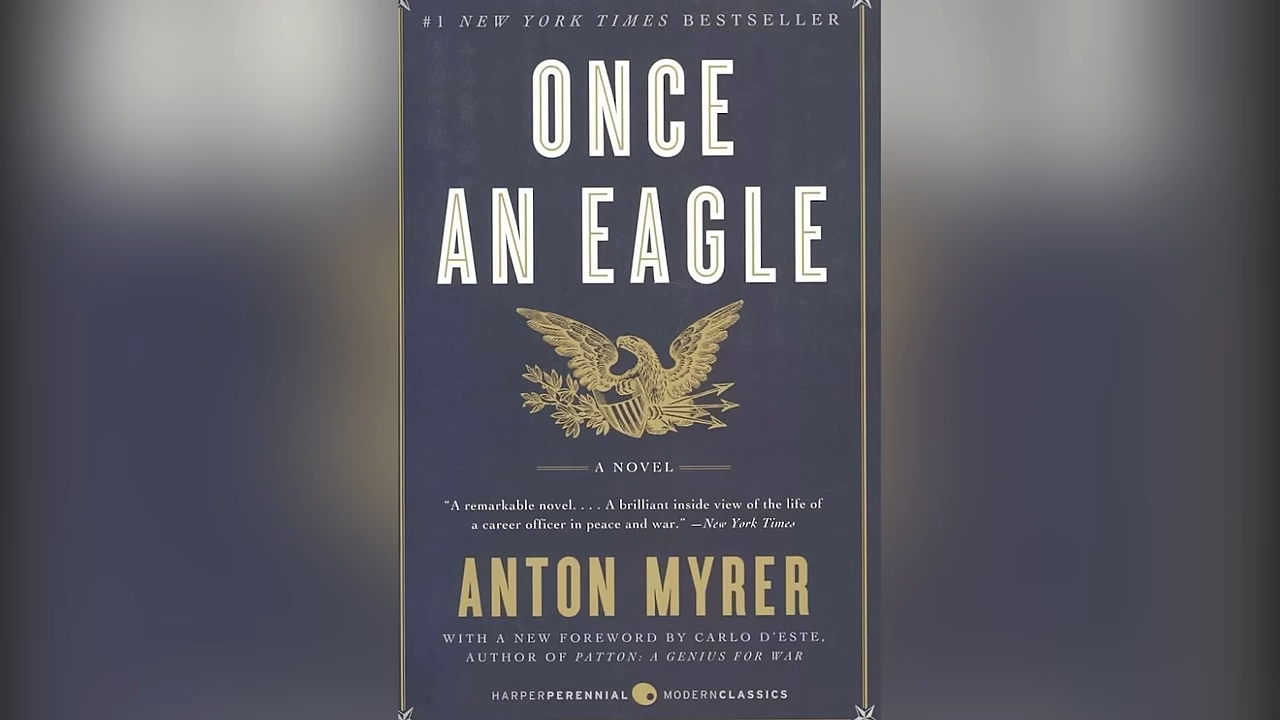 #1 NEW YORK TIMES BESTSELLER
ONCE
AN EAGLE
A NOVEL
“A remarkable novel. . . . A brilliant inside view of the life of
a career officer in peace and war.” —New York Times
ANTON MYRER
WITH A NEW FOREWORD BY CARLO D'ESTE,
AUTHOR OF PATTON: A GENIUS FOR WAR
HARPERPERENNIAL MODERNCLASSICS